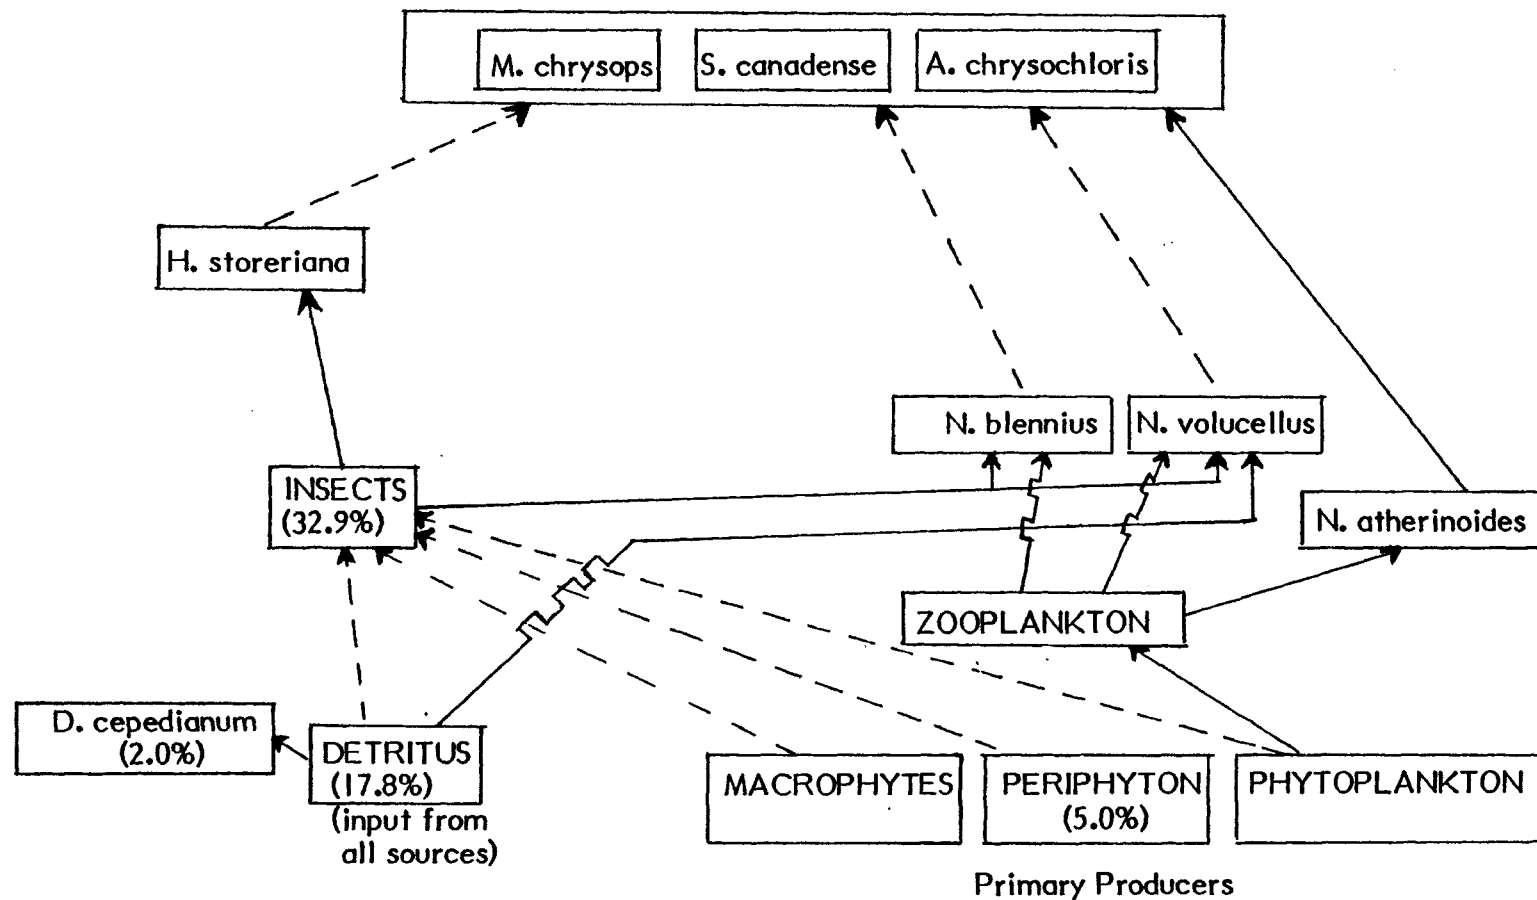 M. chrysops
S. canadense
A. chrysochloris
H. storeriana
N. blennius
N. volucellus
INSECTS
(32.9%)
N. atherinoides
ZOOPLANKTON
D. cepedianum
(2.0%)
DETRITUS
(17.8%)
(input from
all sources)
MACROPHYTES
PERIPHYTON
(5.0%)
PHYTOPLANKTON
Primary Producers